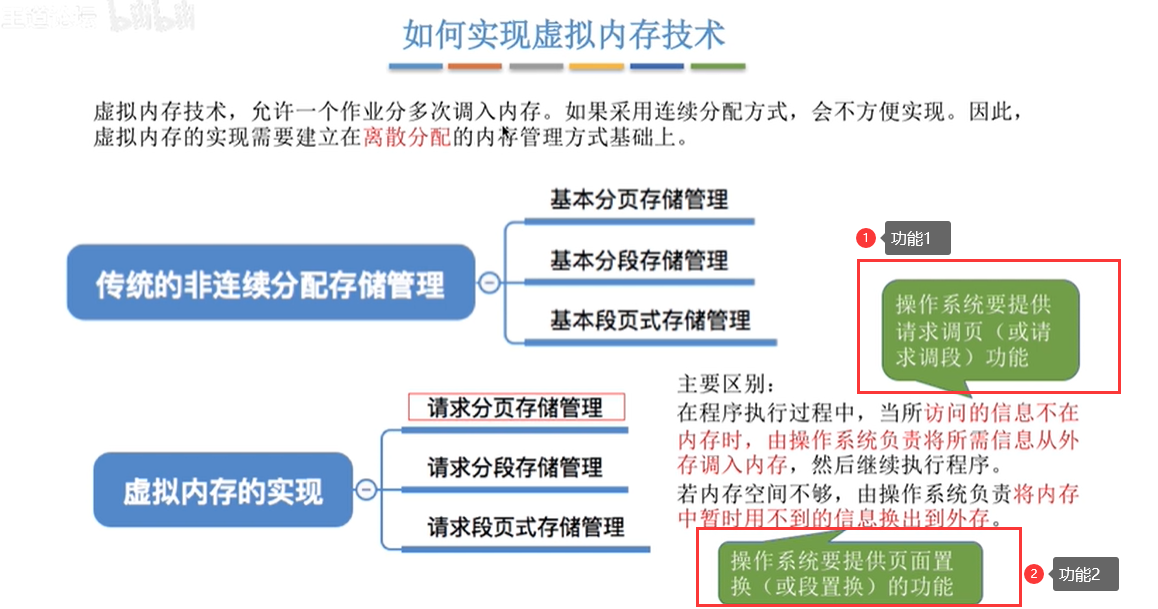 bilibili
如何实现虚拟内存技术
虚拟内存技术，允许一个作业分多次调入内存。如果采用连续分配方式，会不方便实现。因此，
虚拟内存的实现需要建立在离散分配的内存管理方式基础上。
传统的非连续分配存储管理
基本分页存储管理
基本分段存储管理
基本段页式存储管理
1 功能1
操作系统要提供
请求调页（或请
求调段）功能
虚拟内存的实现
请求分页存储管理
请求分段存储管理
请求段页式存储管理
主要区别：
在程序执行过程中，当所访问的信息不在
内存时，由操作系统负责将所需信息从外
存调入内存，然后继续执行程序。
若内存空间不够，由操作系统负责将内存
中暂时用不到的信息换出到外存。
操作系统要提供页面置
换（或段置换）的功能
2 功能2